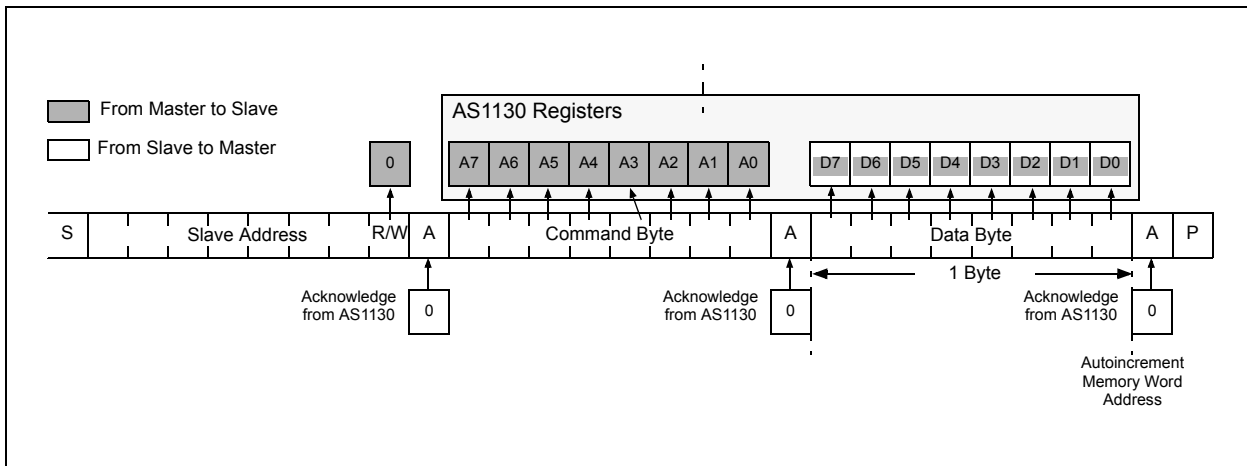 From Master to Slave
From Slave to Master
AS1130 Registers
0 A7 A6 A5 A4 A3 A2 A1 A0 D7 D6 D5 D4 D3 D2 D1 D0
S Slave Address R/W A Command Byte A Data Byte A P
1 Byte
Acknowledge
from AS1130
0
Acknowledge
from AS1130
0
Acknowledge
from AS1130
0
Autoincrement
Memory Word
Address